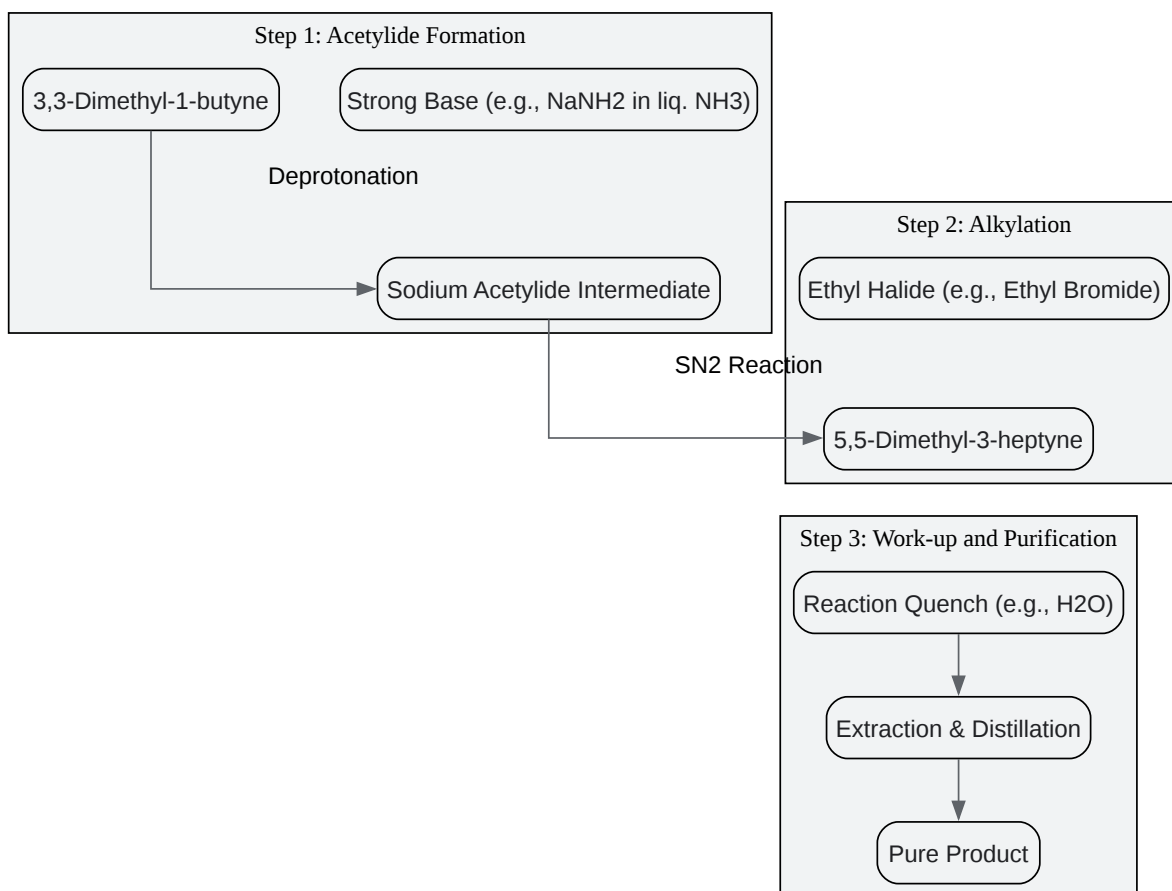 Step 1: Acetylide Formation
3,3-Dimethyl-1-butyne
Strong Base (e.g., NaNH2 in liq. NH3)
Deprotonation
Sodium Acetylide Intermediate
Step 2: Alkylation
Ethyl Halide (e.g., Ethyl Bromide)
SN2 Reaction
5,5-Dimethyl-3-heptyne
Step 3: Work-up and Purification
Reaction Quench (e.g., H2O)
Extraction & Distillation
Pure Product